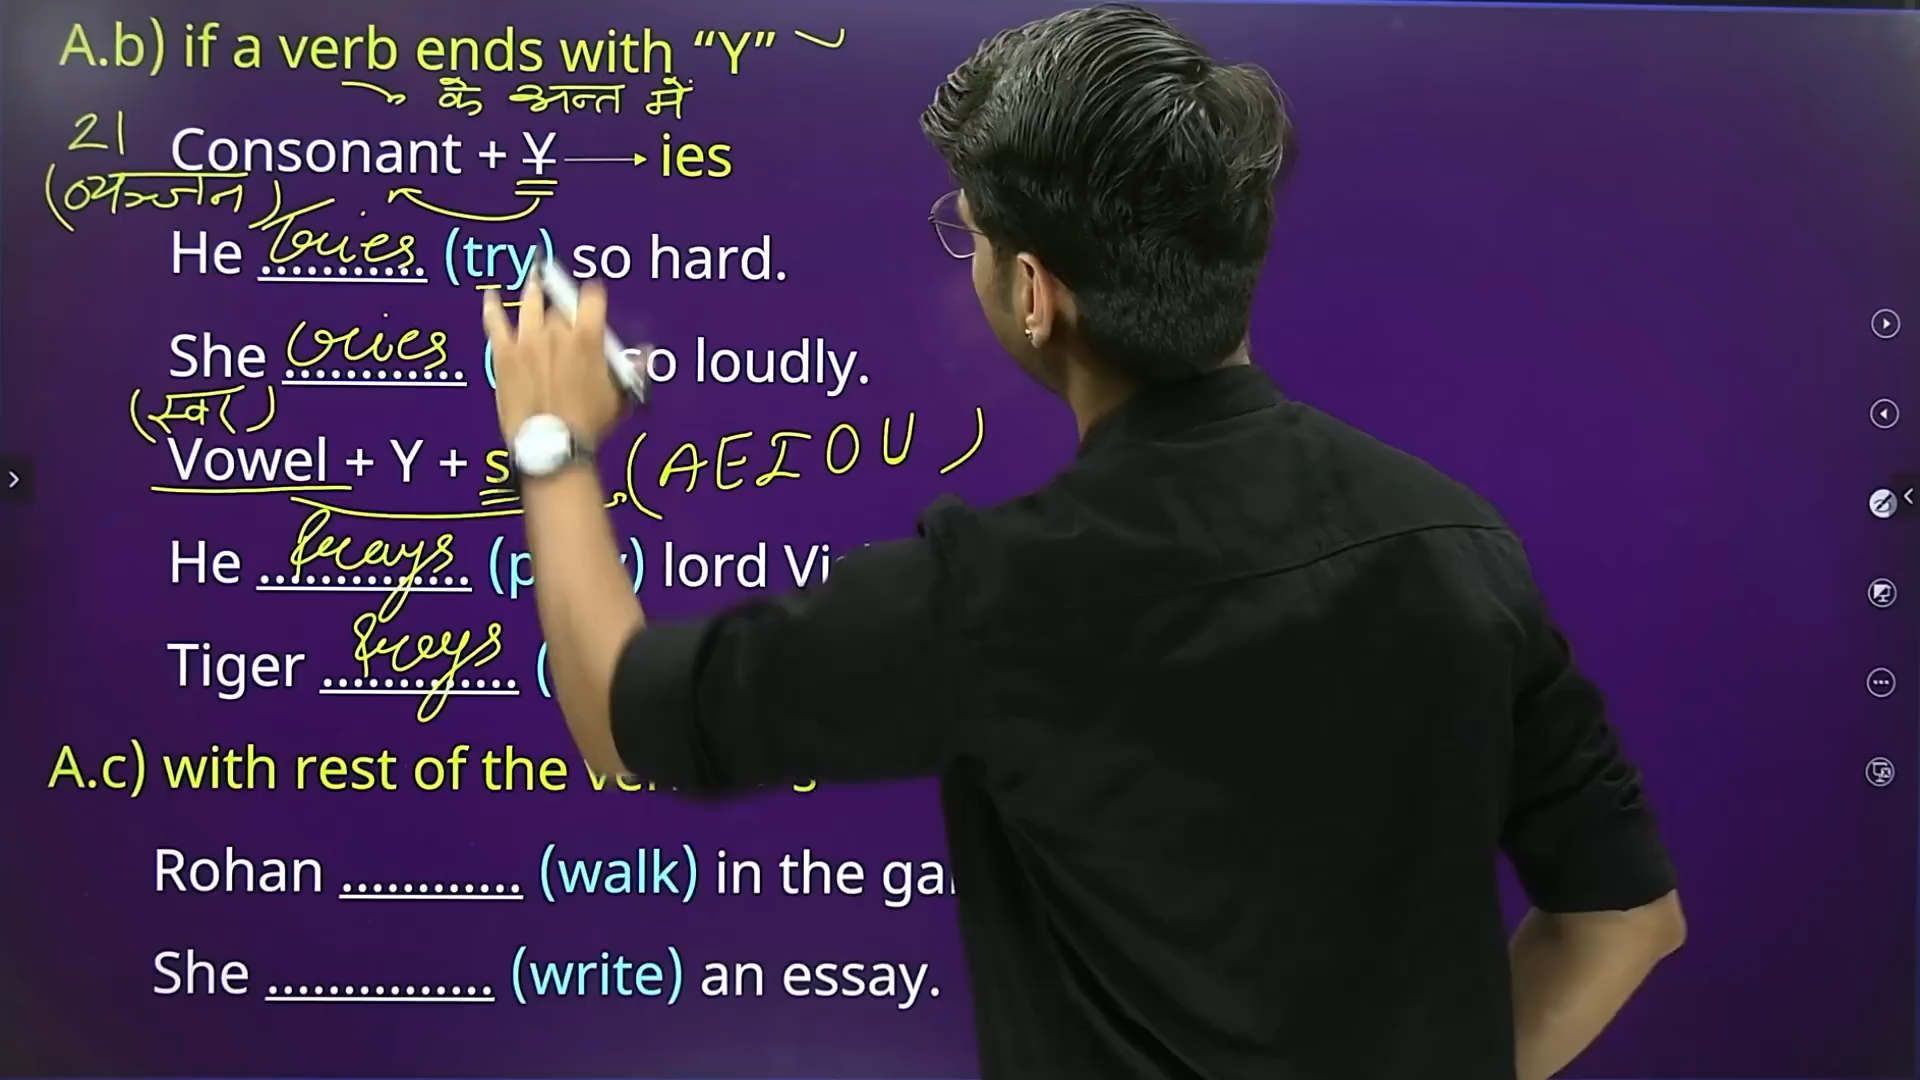 A.b) if a verb ends with “Y”
के अन्त में
21
Consonant + Y → ies
(व्यञ्जन)
He tries (try) so hard.
She cries ( so loudly.
(स्वर)
Vowel + Y + s (A E I O U)
He prays (p y) lord Vi
Tiger preys (
A.c) with rest of the
Rohan ............ (walk) in the ga
She ............... (write) an essay.